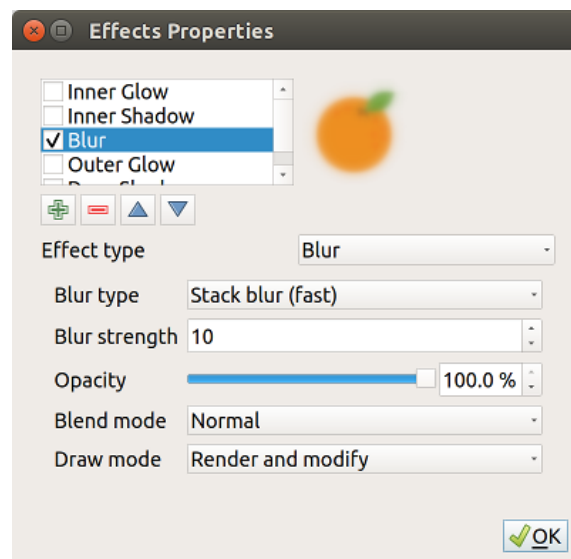 Effects Properties
Inner Glow
Inner Shadow
Blur
Outer Glow
Effect type Blur
Blur type Stack blur (fast)
Blur strength 10
Opacity 100.0 %
Blend mode Normal
Draw mode Render and modify
OK